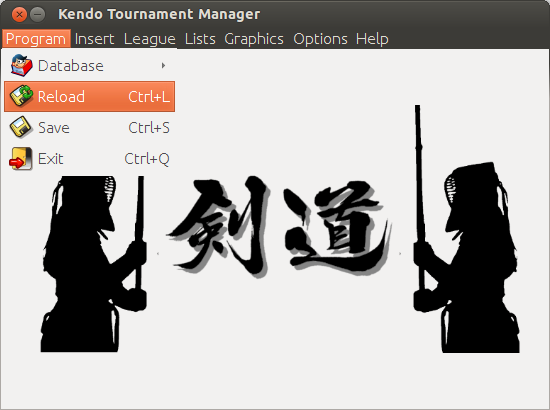 Kendo Tournament Manager
Program Insert League Lists Graphics Options Help
Database
Reload Ctrl+L
Save Ctrl+S
Exit Ctrl+Q
剣道